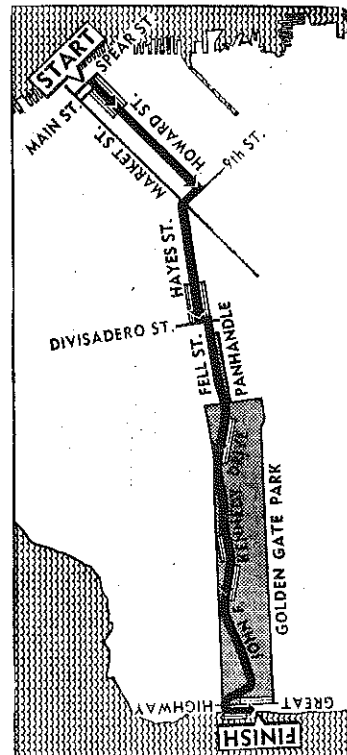 START
SPEAR ST.
MAIN ST.
HOWARD ST.
MARKET ST.
9th ST.
HAYES ST.
DIVISADERO ST.
FELL ST.
PANHANDLE
JOHN F. KENNEDY DRIVE
GOLDEN GATE PARK
GREAT HIGHWAY
FINISH